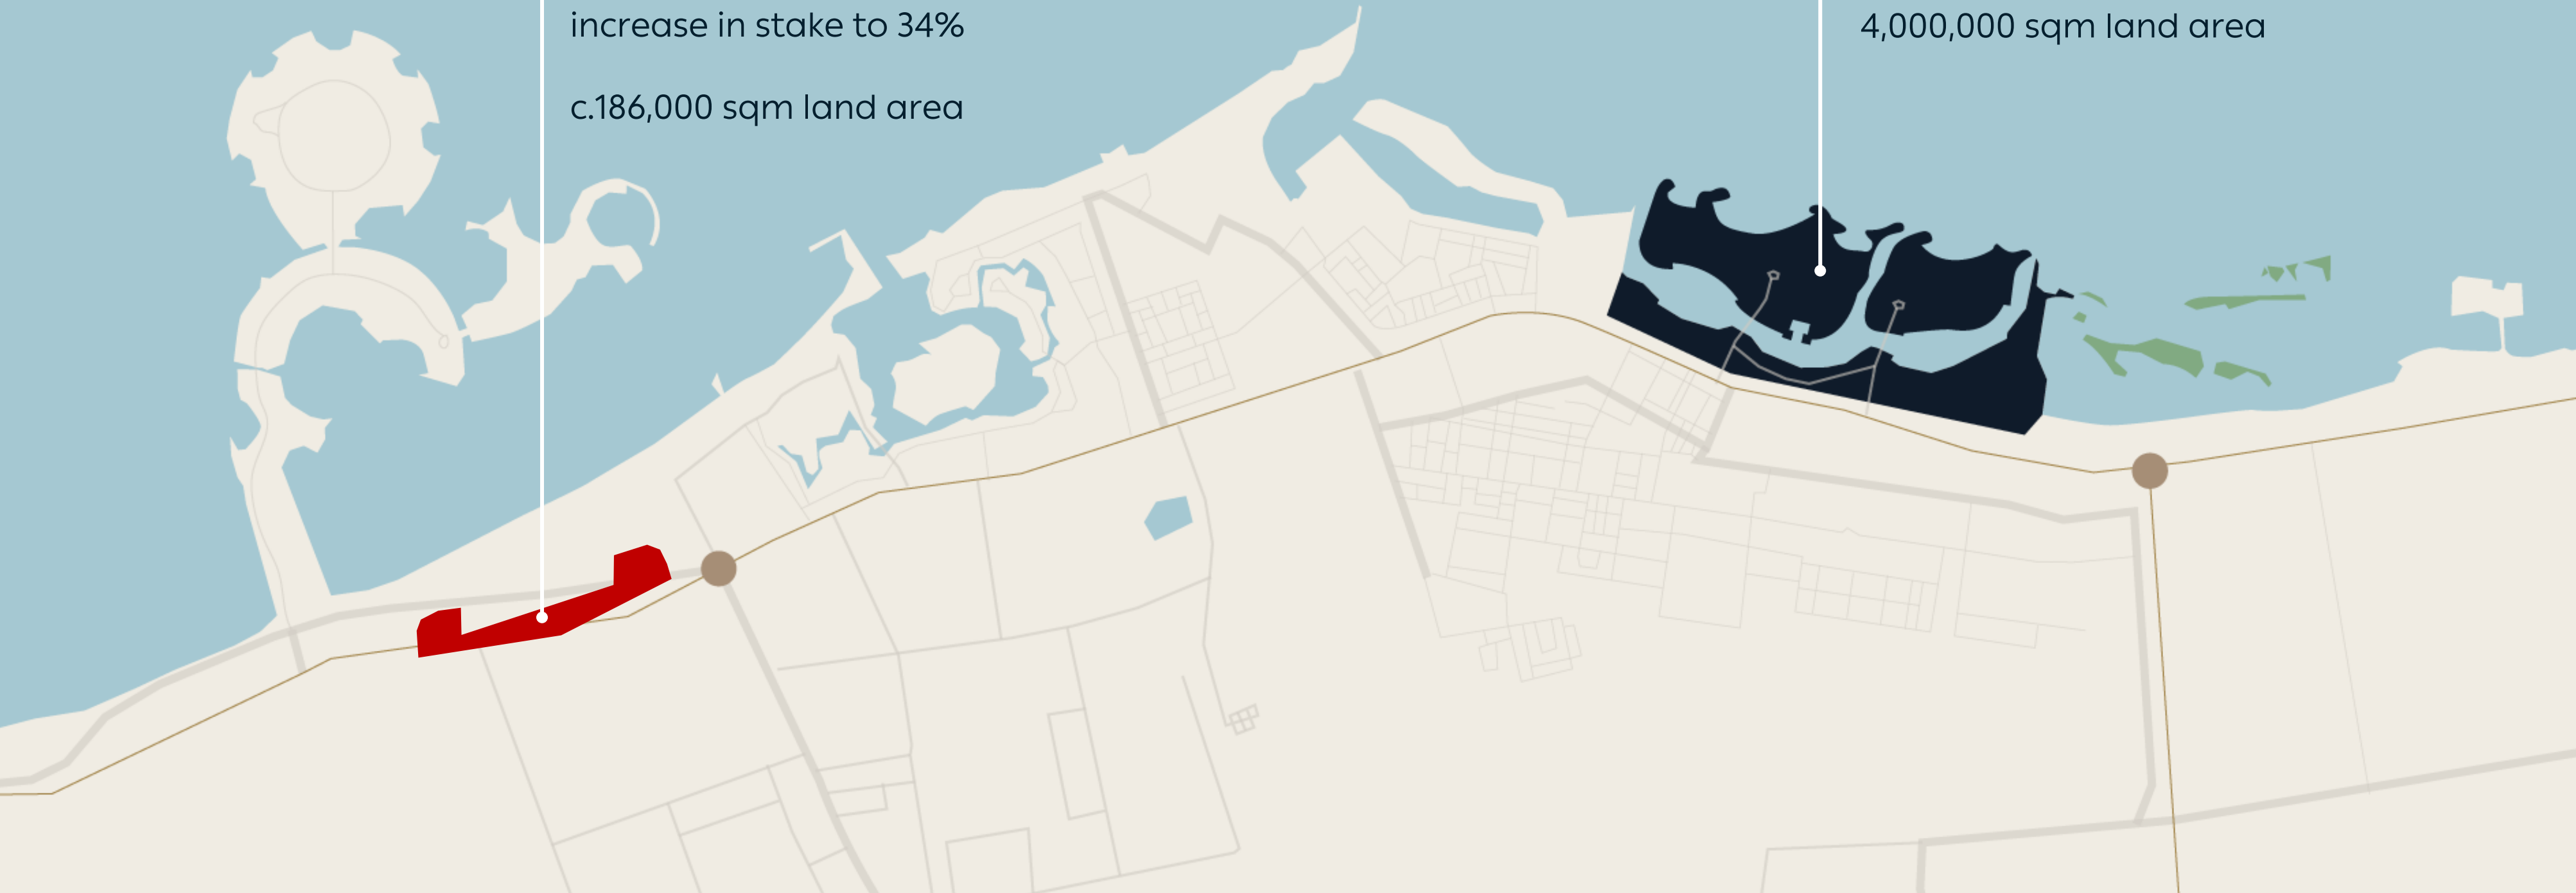 increase in stake to 34%
c.186,000 sqm land area
4,000,000 sqm land area